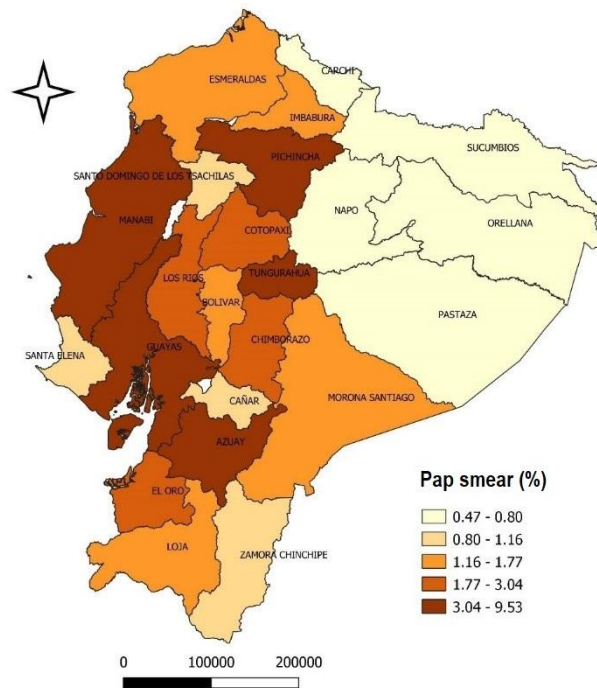 ESMERALDAS
CARCHI
IMBABURA
SUCUMBIOS
PICHINCHA
SANTO DOMINGO DE LOS TSACHILAS
NAPO
ORELLANA
MANABI
COTOPAXI
LOS RIOS
TUNGURAHUA
BOLIVAR
PASTAZA
GUAYAS
CHIMBORAZO
SANTA ELENA
CAÑAR
MORONA SANTIAGO
AZUAY
Pap smear (%)
EL ORO
0.47 - 0.80
0.80 - 1.16
LOJA
ZAMORA CHINCHIPE
1.16 - 1.77
1.77 - 3.04
3.04 - 9.53
0 100000 200000